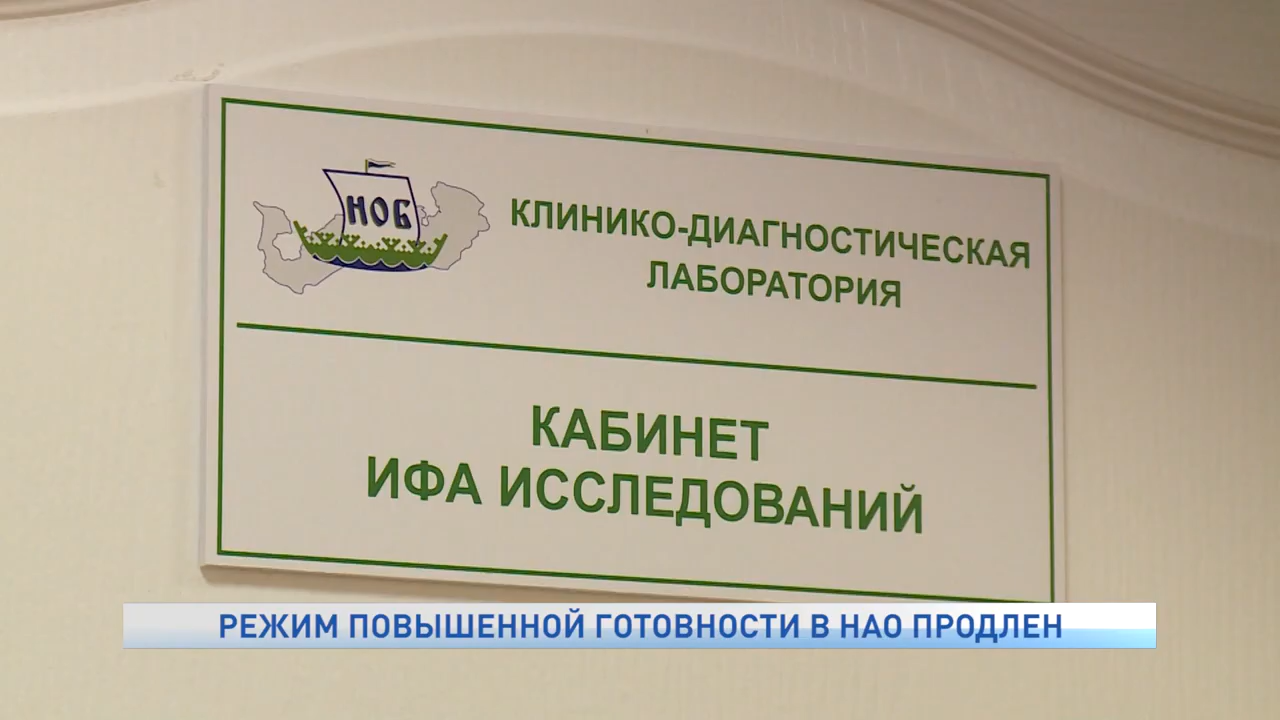 НОБ
КЛИНИКО-ДИАГНОСТИЧЕСКАЯ
ЛАБОРАТОРИЯ
КАБИНЕТ
ИФА ИССЛЕДОВАНИЙ
РЕЖИМ ПОВЫШЕННОЙ ГОТОВНОСТИ В НАО ПРОДЛЕН